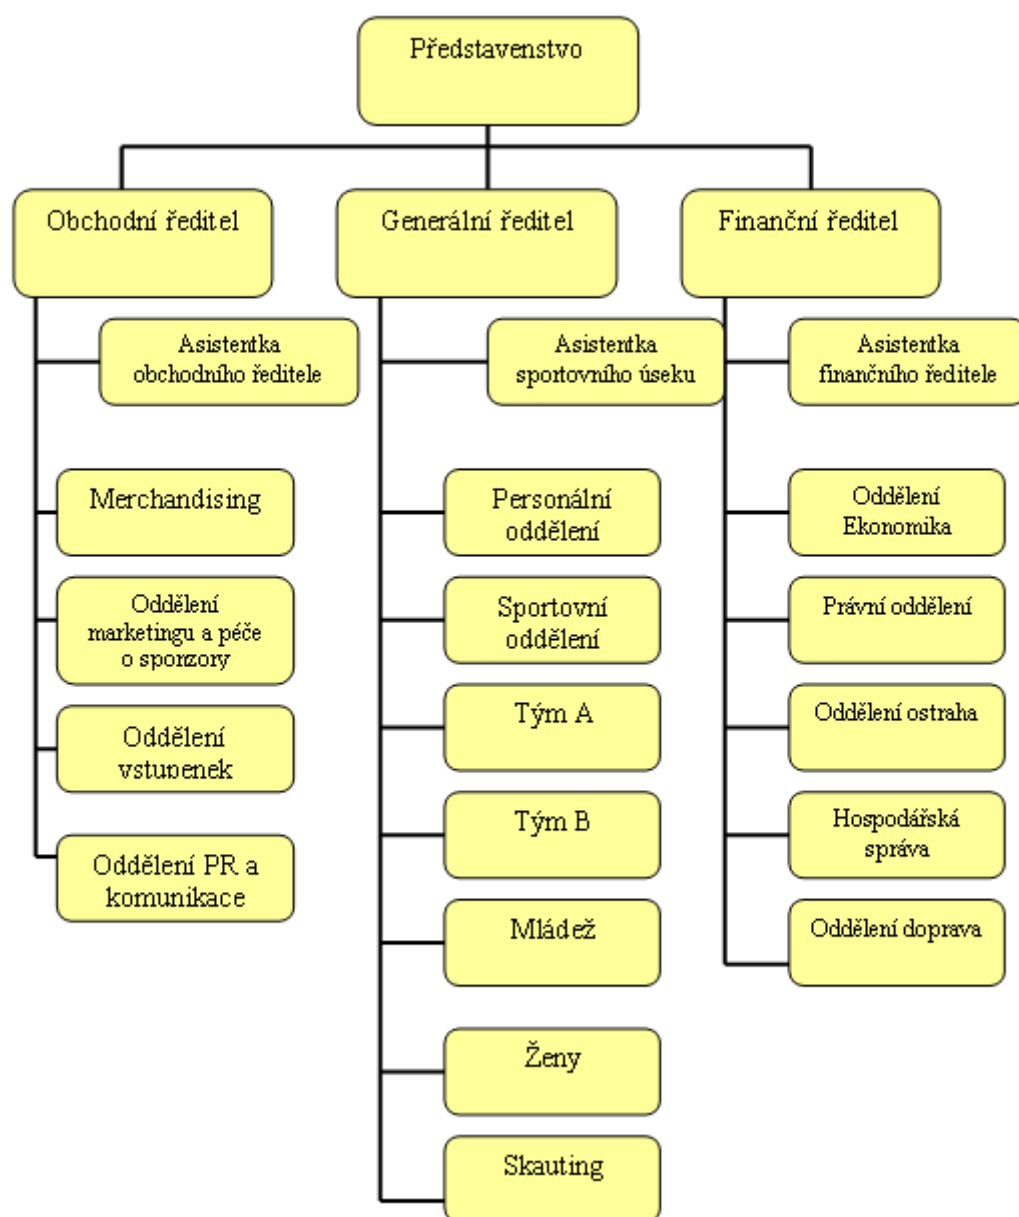 Představenstvo
Obchodní ředitel
Generální ředitel
Finanční ředitel
Asistentka
obchodního ředitele
Asistentka
sportovního úseku
Asistentka
finančního ředitele
Merchandising
Oddělení
marketingu a péče
o sponzory
Oddělení
vstupenek
Oddělení PR a
komunikace
Personální
oddělení
Sportovní
oddělení
Tým A
Tým B
Mládež
Ženy
Skauting
Oddělení
Ekonomika
Právní oddělení
Oddělení ostraha
Hospodářská
správa
Oddělení doprava